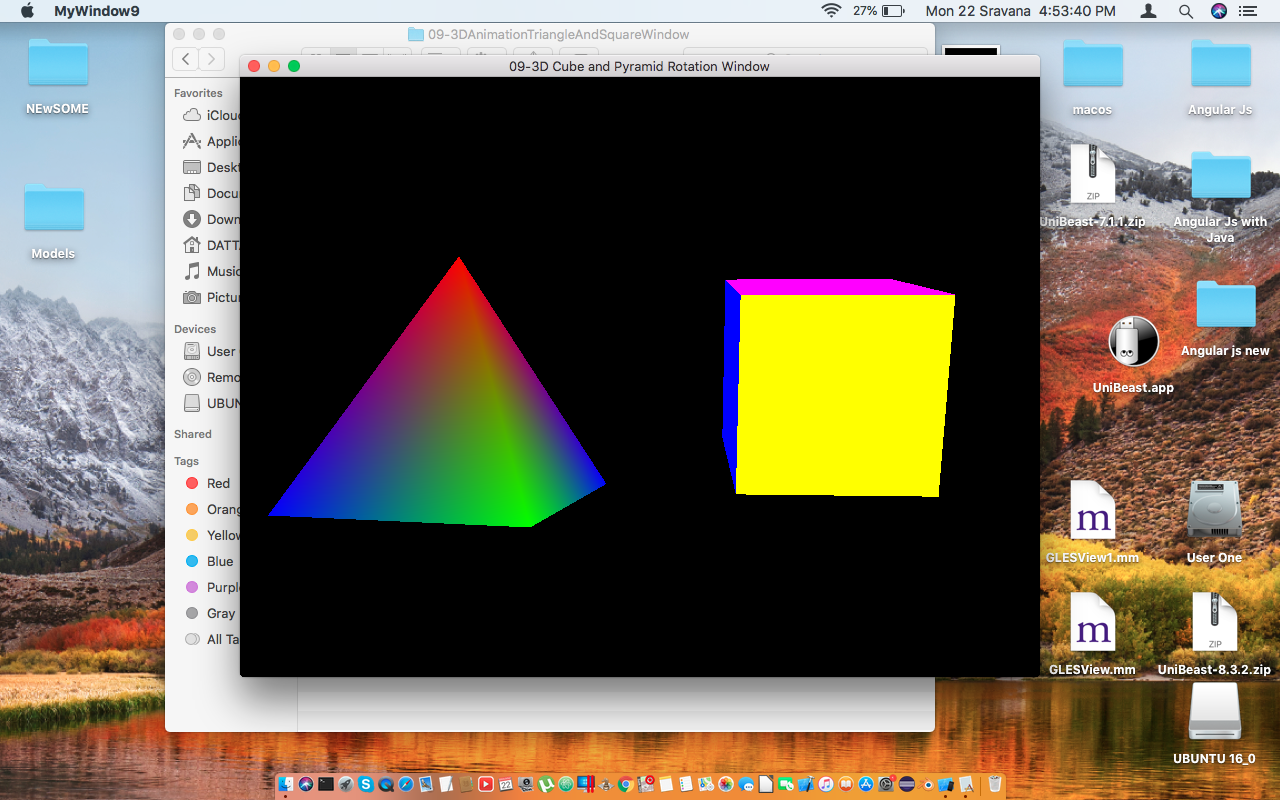 MyWindow9
27%
Mon 22 Sravana 4:53:40 PM
09-3DAnimationTriangleAndSquareWindow
09-3D Cube and Pyramid Rotation Window
Favorites
iClou
Applic
Deskt
Docu
Down
DATT
Music
Pictur
Devices
User
Remo
UBUN
Shared
Tags
Red
Orang
Yellow
Blue
Purpl
Gray
All Ta
NEwSOME
Models
macos
Angular Js
UniBeast-7.1.1.zip
ZIP
Angular Js with
Java
Angular js new
UniBeast.app
m
GLESView1.mm
User One
m
GLESView.mm
ZIP
UniBeast-8.3.2.zip
UBUNTU 16_0